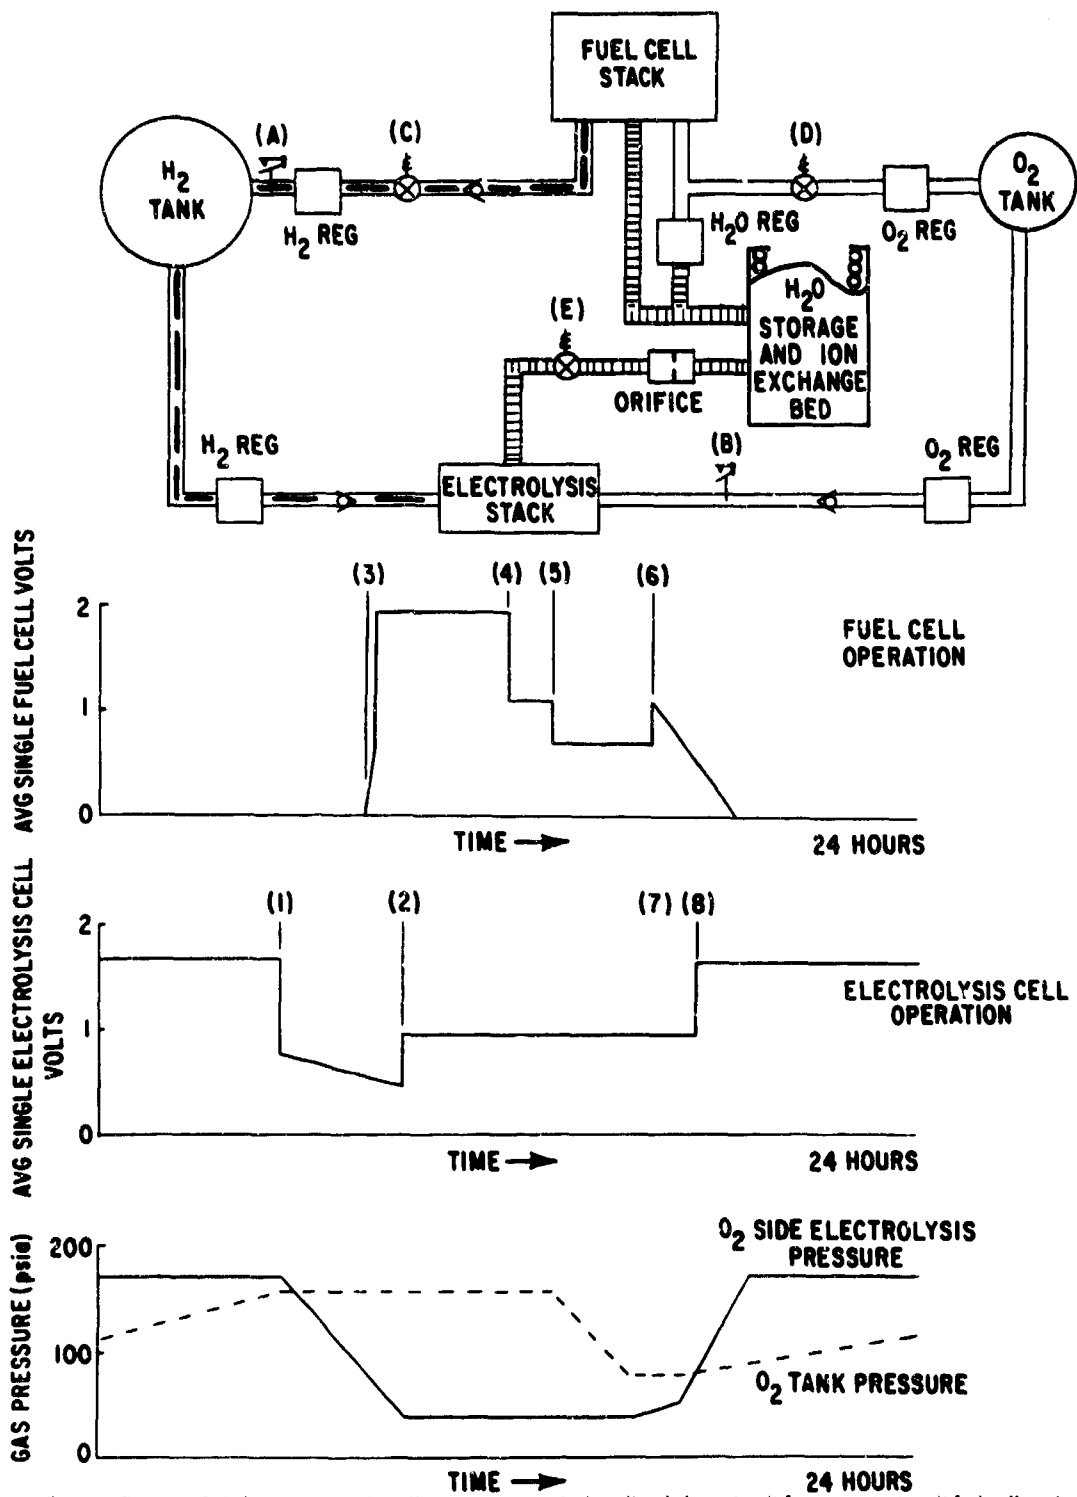 FUEL CELL
STACK
(A)
(C)
(D)
H2
TANK
O2
TANK
H2 REG
H2O REG
O2 REG
(E)
H2O
STORAGE
AND ION
EXCHANGE
BED
ORIFICE
H2 REG
(B)
O2 REG
ELECTROLYSIS
STACK
AVG SINGLE FUEL CELL VOLTS
(3)
(4)
(5)
(6)
2
1
0
FUEL CELL
OPERATION
TIME
24 HOURS
AVG SINGLE ELECTROLYSIS CELL
VOLTS
(1)
(2)
(7)
(8)
2
1
0
ELECTROLYSIS CELL
OPERATION
TIME
24 HOURS
GAS PRESSURE (psia)
200
100
0
O2 SIDE ELECTROLYSIS
PRESSURE
O2 TANK PRESSURE
TIME
24 HOURS